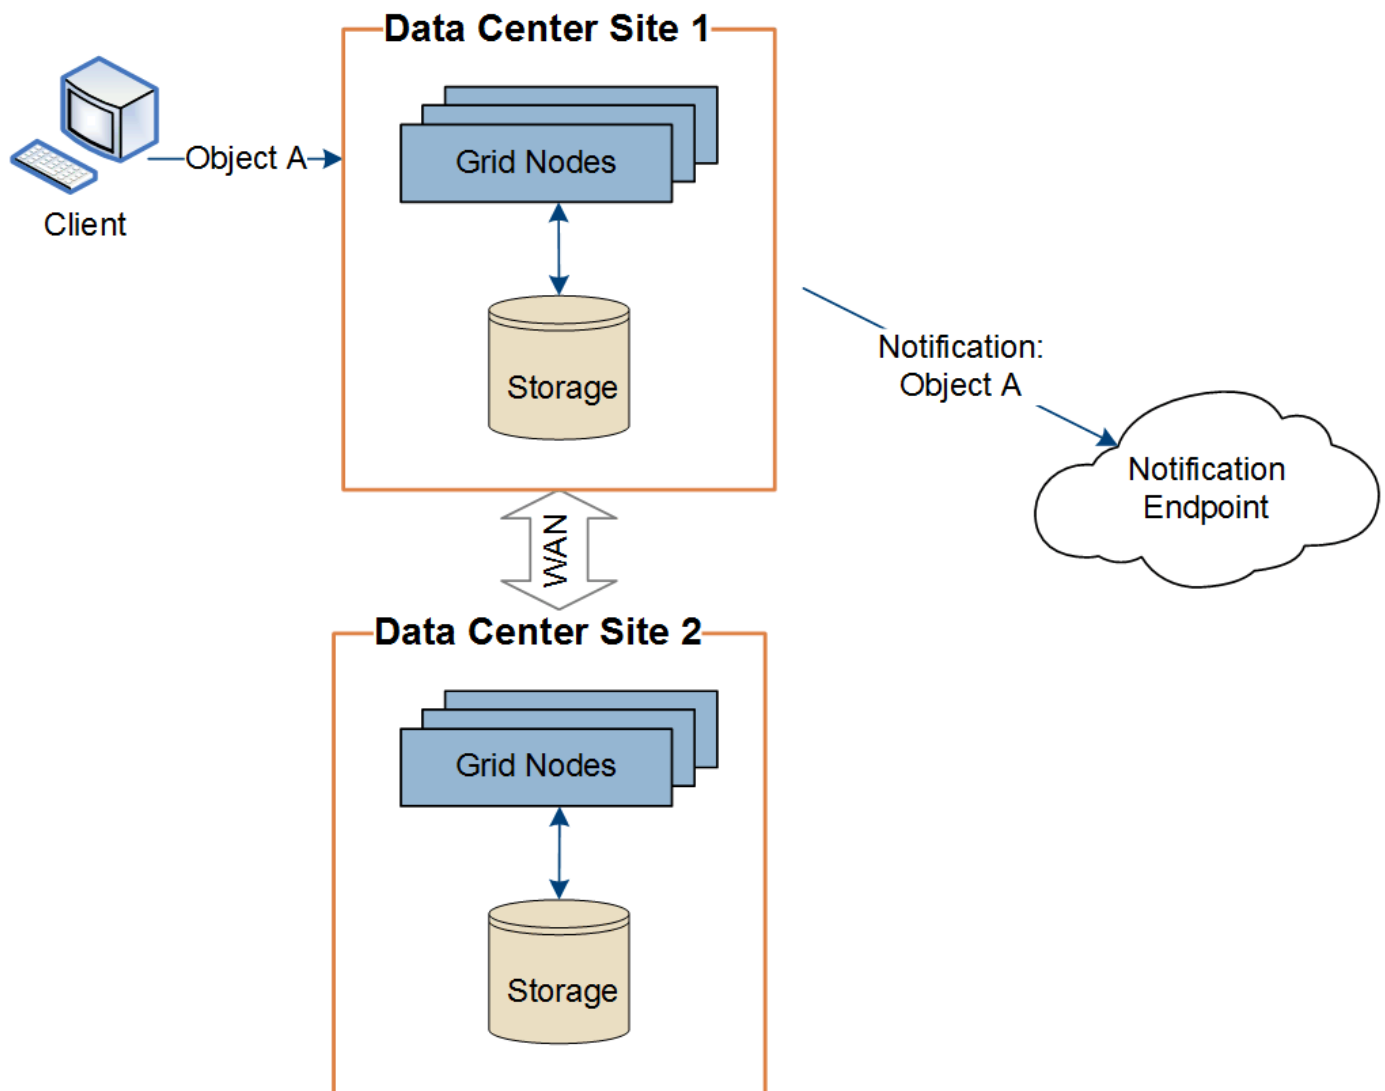 Data Center Site 1
Grid Nodes
Object A
Client
Storage
Notification:
Object A
Notification
Endpoint
WAN
Data Center Site 2
Grid Nodes
Storage